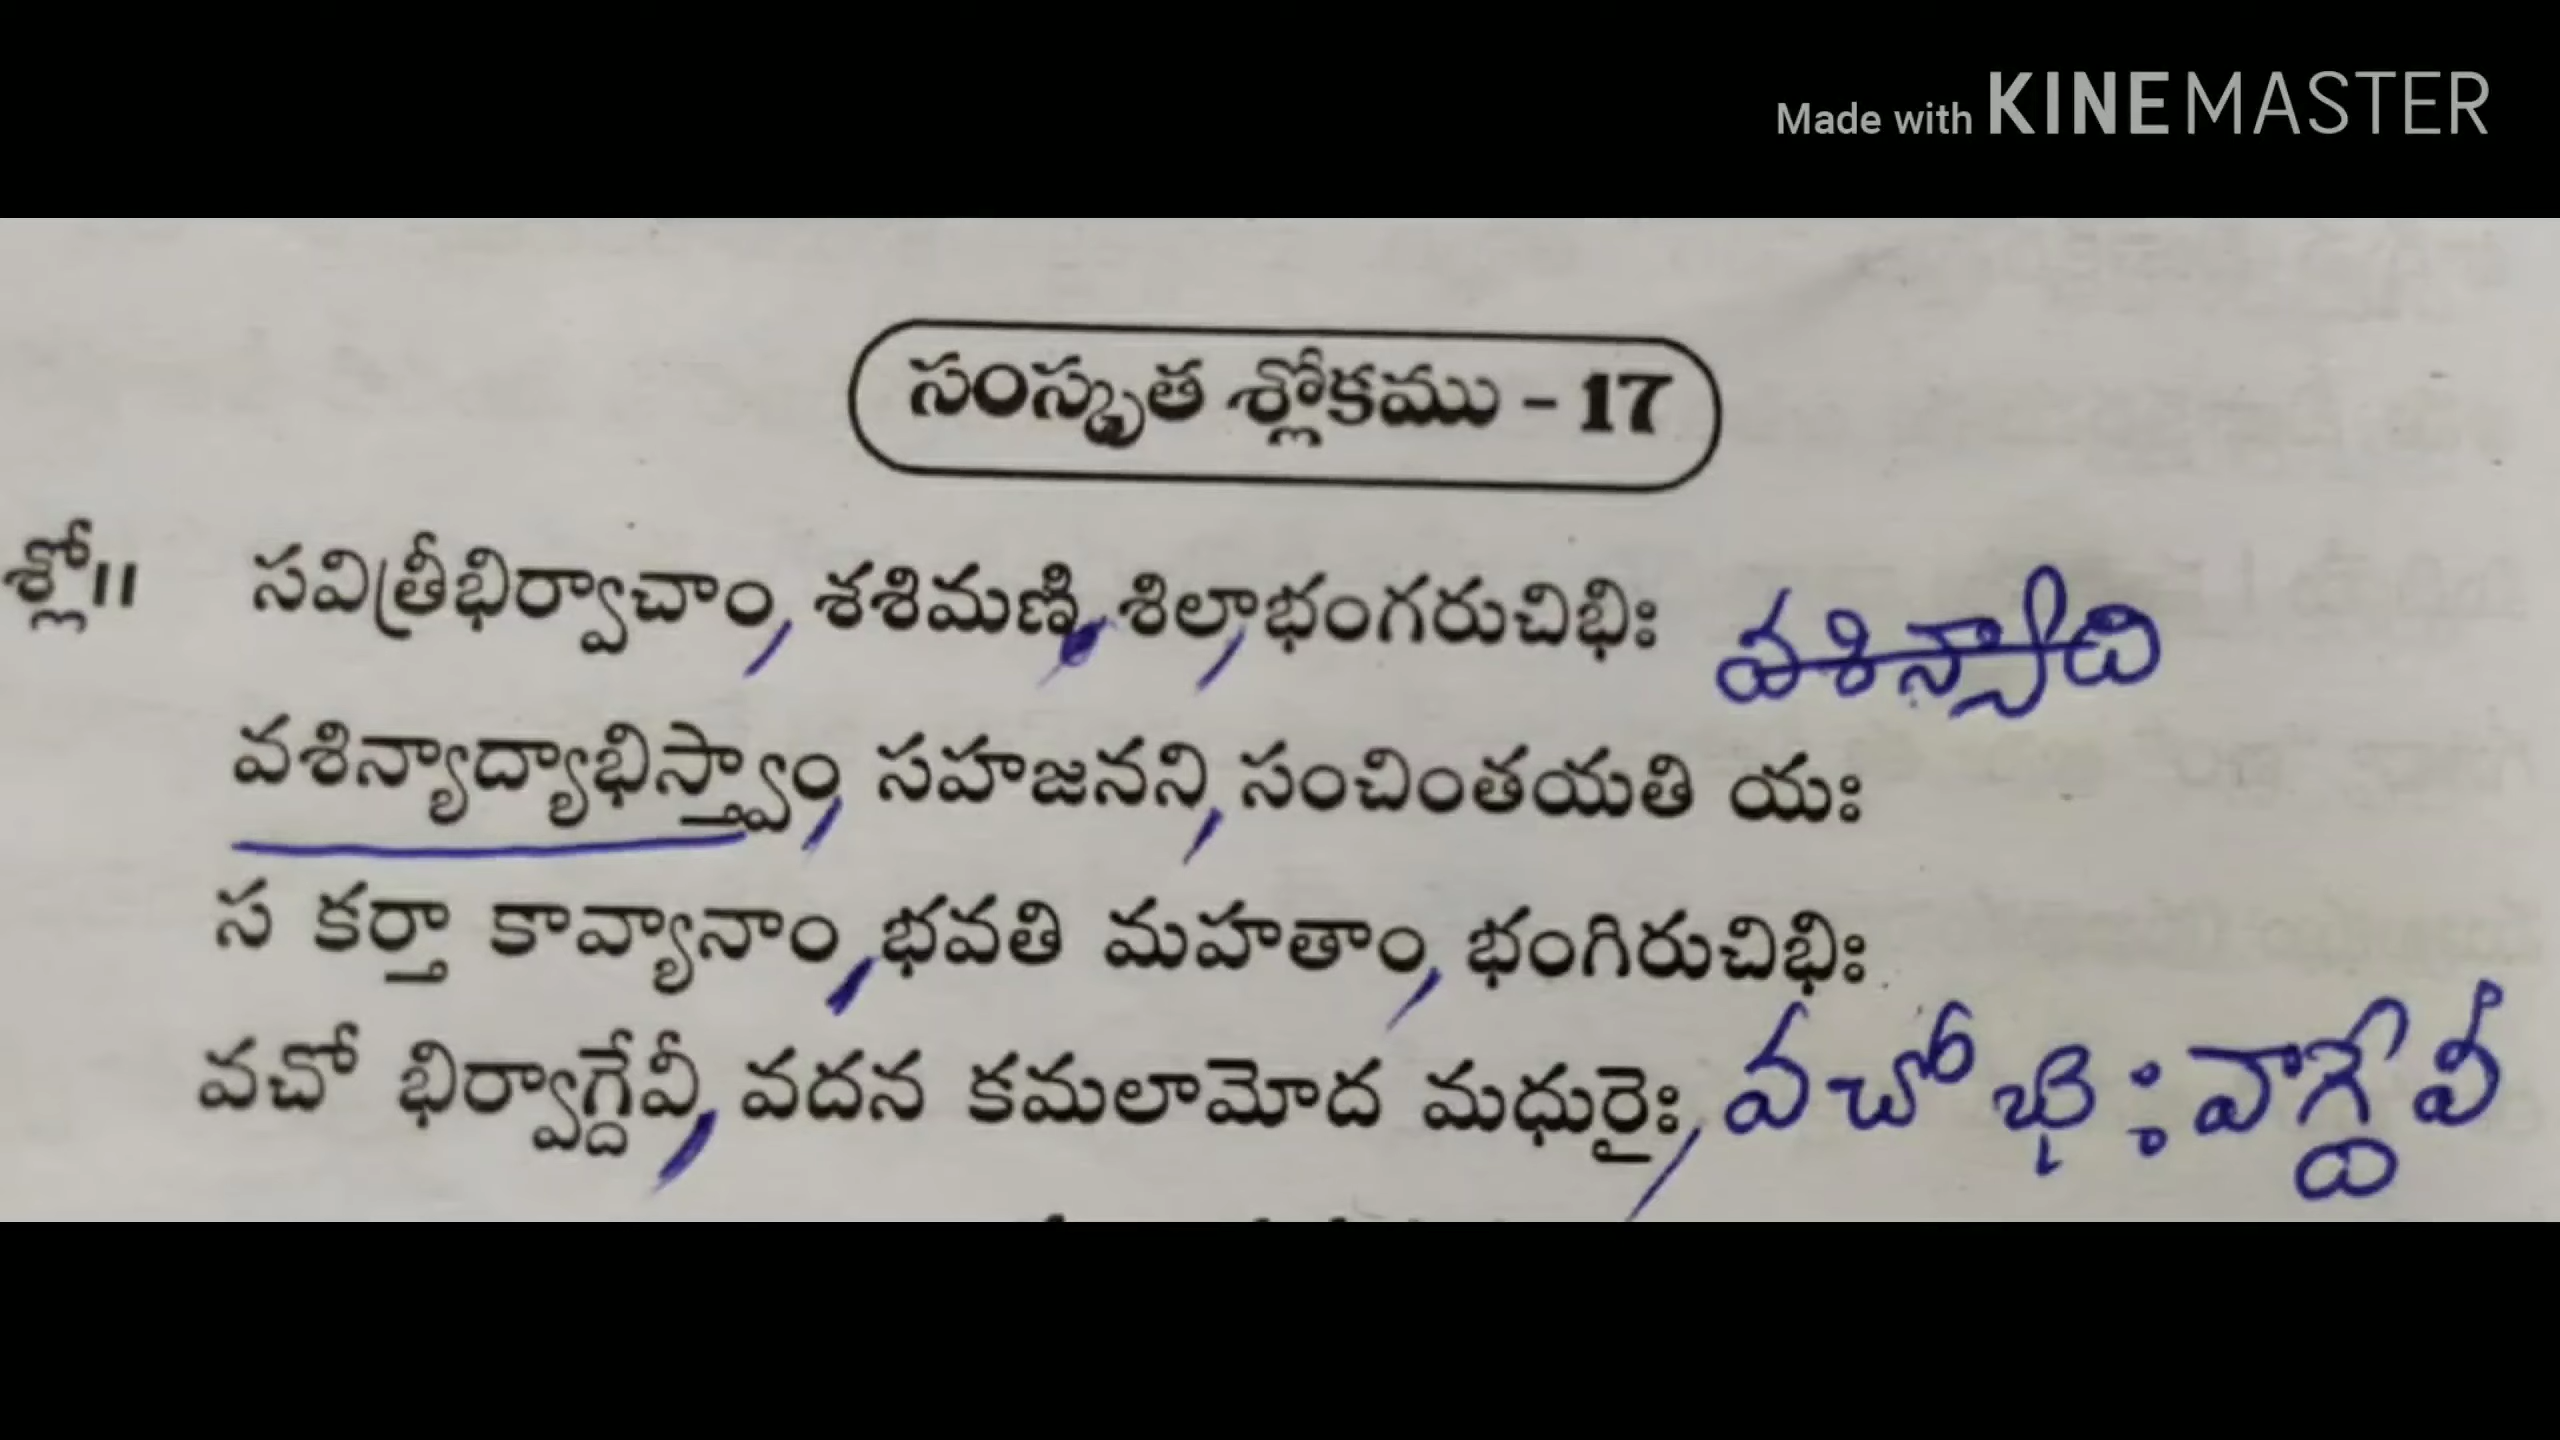 Made with KINEMASTER
సంస్కృత శ్లోకము - 17
శ్లో॥ సవిత్రీభిర్వాచాం, శశిమణి, శిలా, భంగరుచిభిః
వశిన్యాద్యాభిస్త్వాం, సహజనని, సంచింతయతి యః
స కర్తా కావ్యానాం, భవతి మహతాం, భంగిరుచిభిః
వచో భిర్వాగ్దేవీ, వదన కమలామోద మధురైః, వచో భిః వాగ్దేవీ